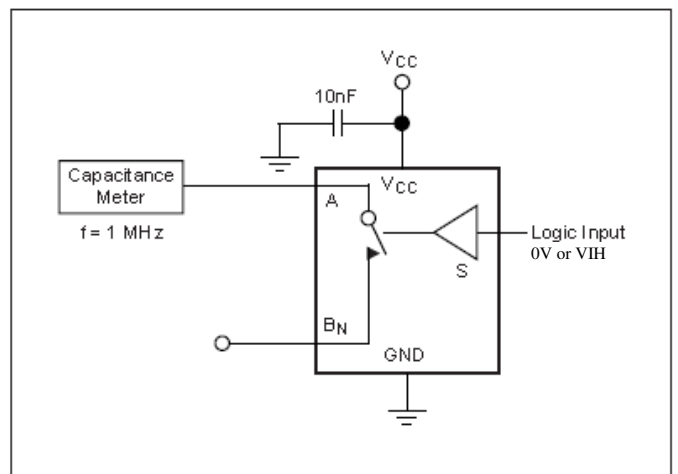 VCC
10nF
Capacitance
Meter
f = 1 MHz
VCC
A
Logic Input
0V or VIH
S
BN
GND